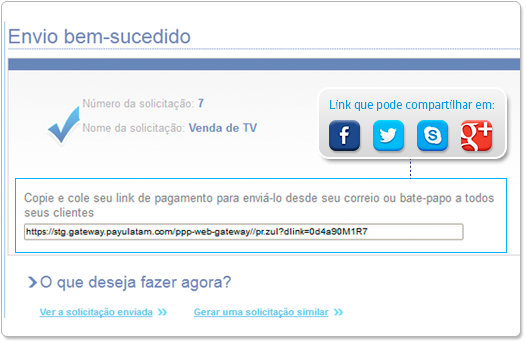 Envio bem-sucedido
Número da solicitação: 7
Nome da solicitação: Venda de TV
Link que pode compartilhar em:
Copie e cole seu link de pagamento para enviá-lo desde seu correio ou bate-papo a todos
seus clientes
https://stg.gateway.payulatam.com/ppp-web-gateway//pr.zul?dlink=0d4a90M1R7
O que deseja fazer agora?
Ver a solicitação enviada
Gerar uma solicitação similar